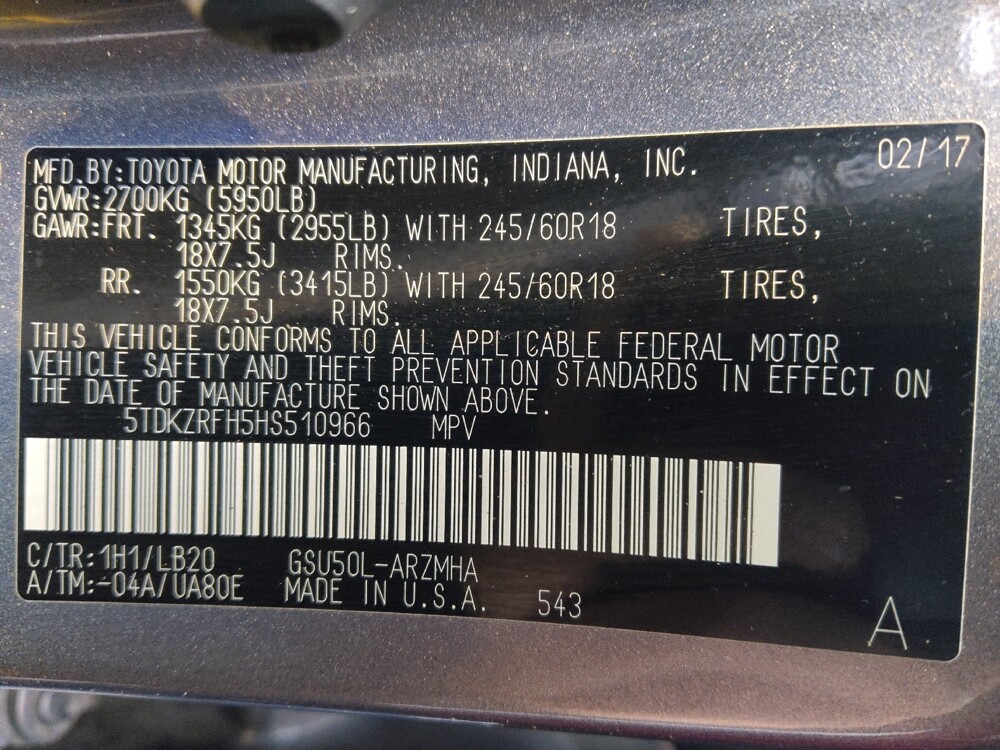 MFD.BY:TOYOTA MOTOR MANUFACTURING, INDIANA, INC. 02/17
GVWR:2700KG (5950LB)
GAWR:FRT. 1345KG (2955LB) WITH 245/60R18 TIRES,
18X7.5J RIMS.
RR. 1550KG (3415LB) WITH 245/60R18 TIRES,
18X7.5J RIMS.
THIS VEHICLE CONFORMS TO ALL APPLICABLE FEDERAL MOTOR
VEHICLE SAFETY AND THEFT PREVENTION STANDARDS IN EFFECT ON
THE DATE OF MANUFACTURE SHOWN ABOVE.
5TDKZRFH5HS510966 MPV
C/TR:1H1/LB20 GSU50L-ARZMHA
A/TM:-04A/UA80E MADE IN U.S.A. 543
A